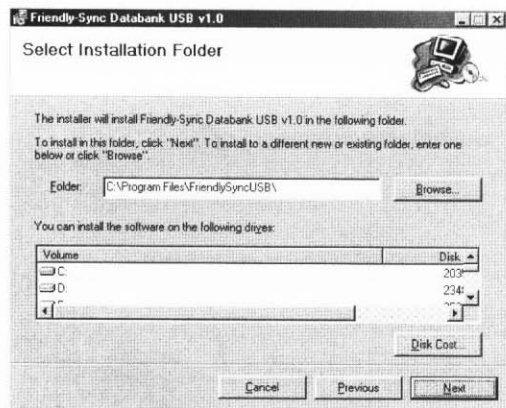 Friendly-Sync Databank USB v1.0
Select Installation Folder
The installer will install Friendly-Sync Databank USB v1.0 in the following folder.
To install in this folder, click "Next". To install to a different new or existing folder, enter one
below or click "Browse".
Folder: C:\Program Files\FriendlySyncUSB\ Browse...
You can install the software on the following drives:
Volume Disk
C: 203
D: 234
Disk Cost...
Cancel Previous Next